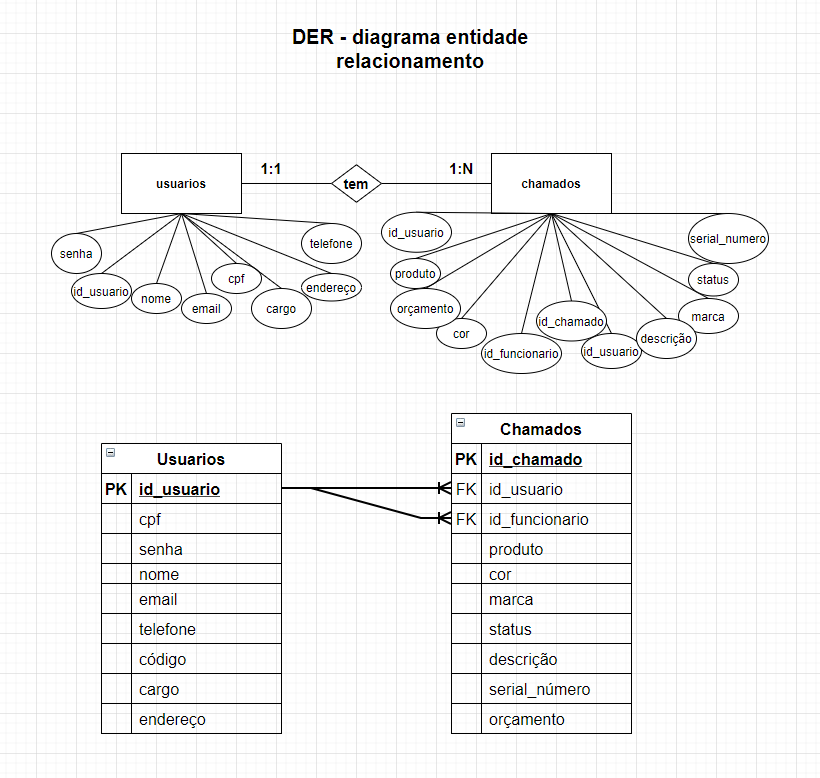 DER - diagrama entidade
relacionamento
usuarios
1:1
tem
1:N
chamados
senha
id_usuario
nome
email
cpf
cargo
endereço
telefone
id_usuario
produto
orçamento
cor
id_funcionario
id_chamado
id_usuario
descrição
marca
status
serial_numero
Usuarios
PK id_usuario
cpf
senha
nome
email
telefone
código
cargo
endereço
Chamados
PK id_chamado
FK id_usuario
FK id_funcionario
produto
cor
marca
status
descrição
serial_número
orçamento